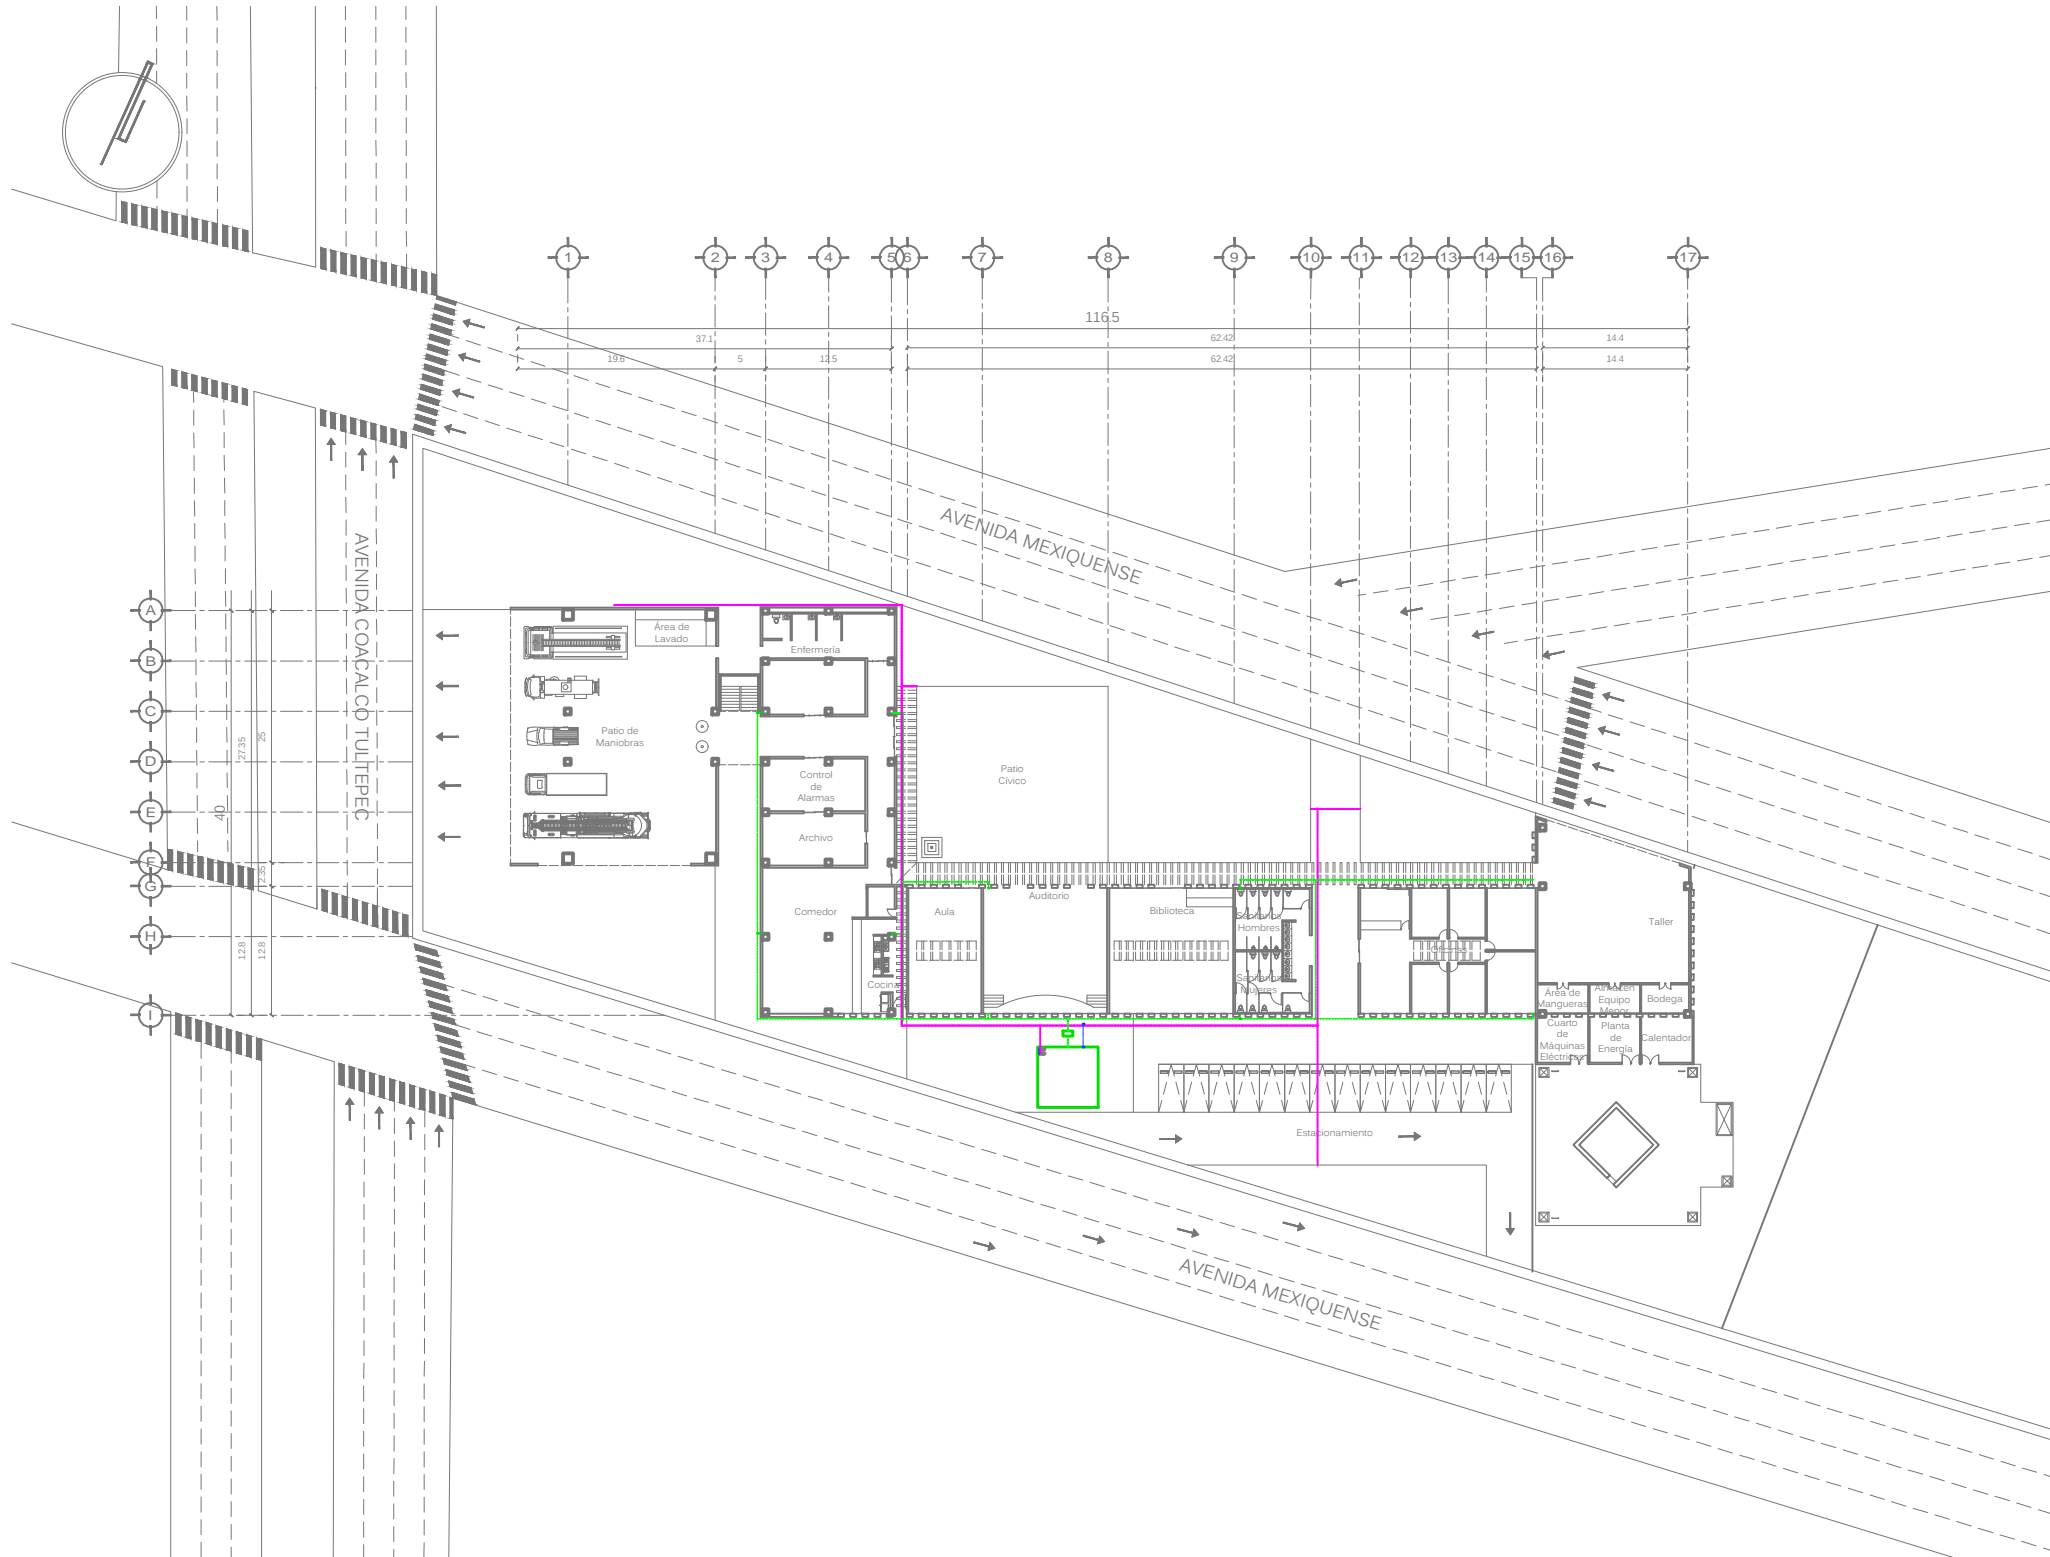 1 2 3 4 5 6 7 8 9 10 11 12 13 14 15 16 17
116.5
37.1 62.42 14.4
19.6 5 12.5 62.42 14.4
AVENIDA MEXIQUENSE
AVENIDA COACALCO TULTEPEC
A
B
C
D
E
F
G
H
I
40
27.35
25
2.35
12.8
12.8
Área de
Lavado
Enfermería
Patio de
Maniobras
Control
de
Alarmas
Archivo
Patio
Cívico
Comedor
Cocina
Aula
Auditorio
Biblioteca
Sanitarios
Hombres
Sanitarios
Mujeres
Oficinas
Taller
Área de
Mangueras
Almacén
Equipo
Menor
Bodega
Cuarto
de
Máquinas
Eléctricas
Planta
de
Energía
Calentador
Estacionamiento
AVENIDA MEXIQUENSE